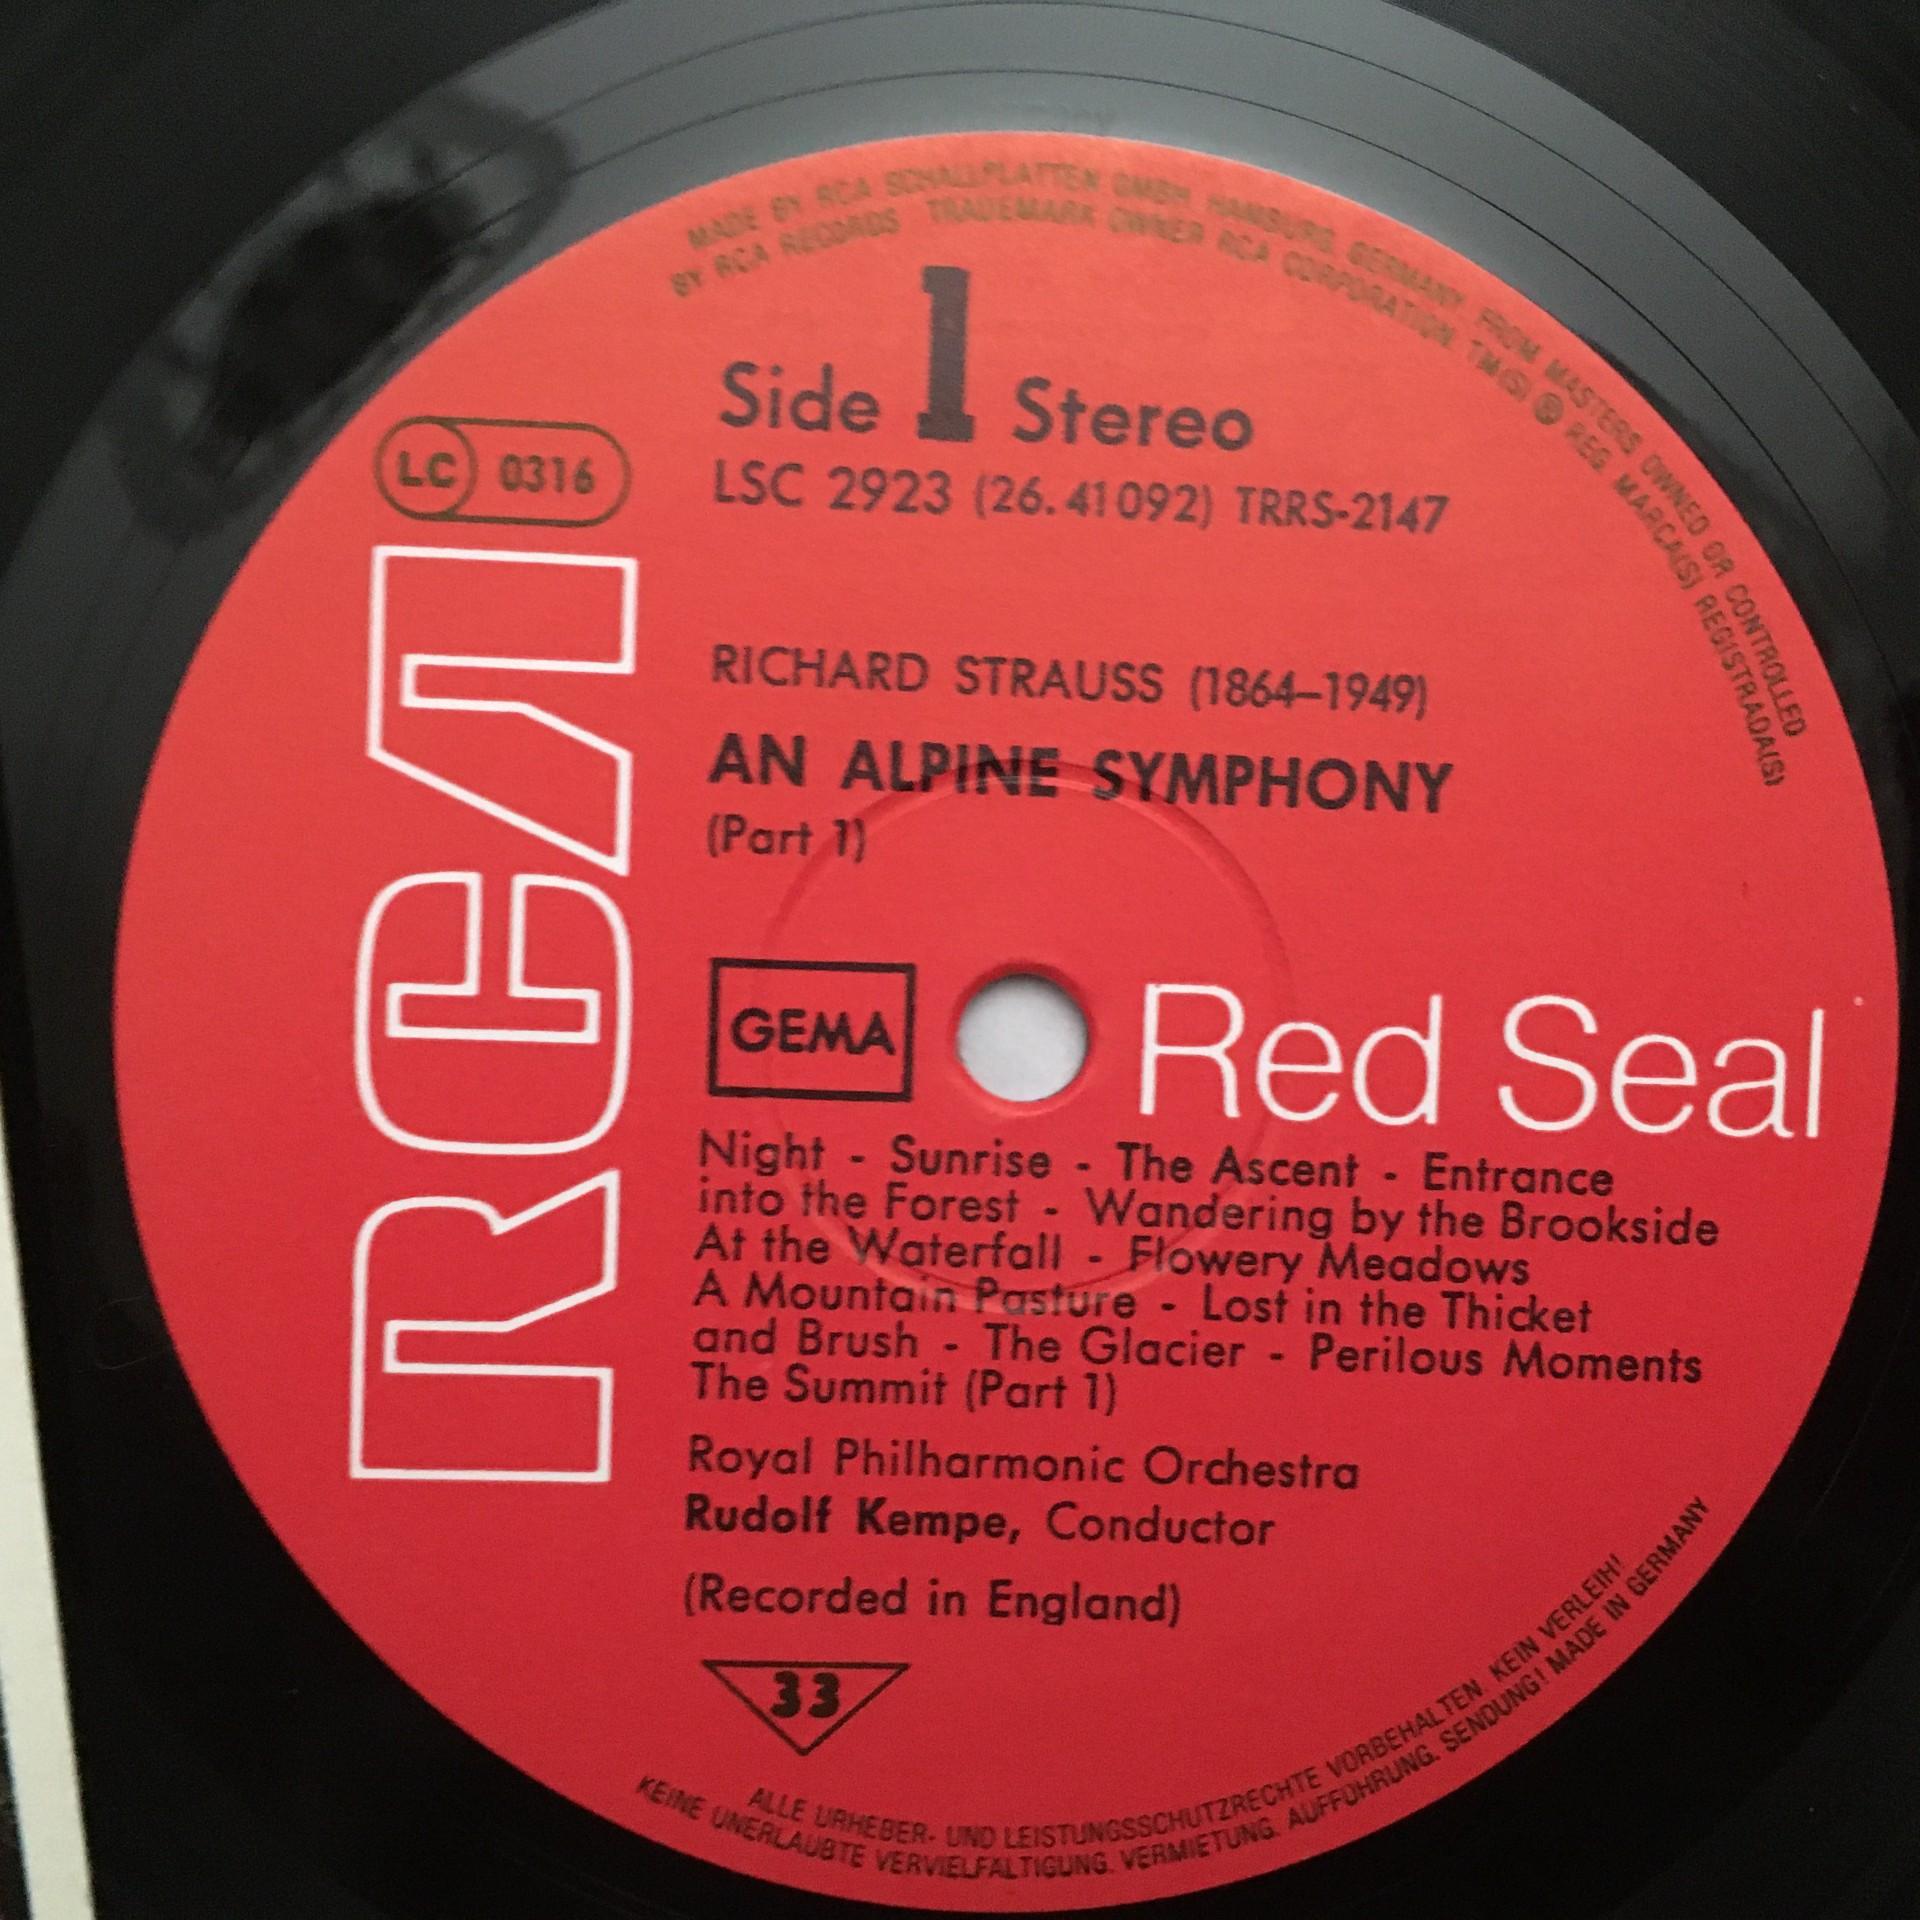 MADE BY RCA SCHALLPLATTEN GMBH, HAMBURG, GERMANY, FROM MASTERS OWNED OR CONTROLLED
BY RCA RECORDS TRADEMARK OWNER RCA CORPORATION TM(S) ® REG. MARCA(S) REGISTRADA(S)
Side 1 Stereo
LC 0316
LSC 2923 (26.41092) TRRS-2147
RCA
RICHARD STRAUSS (1864–1949)
AN ALPINE SYMPHONY
(Part 1)
GEMA
Red Seal
Night - Sunrise - The Ascent - Entrance
into the Forest - Wandering by the Brookside
At the Waterfall - Flowery Meadows
A Mountain Pasture - Lost in the Thicket
and Brush - The Glacier - Perilous Moments
The Summit (Part 1)
Royal Philharmonic Orchestra
Rudolf Kempe, Conductor
(Recorded in England)
33
ALLE URHEBER- UND LEISTUNGSSCHUTZRECHTE VORBEHALTEN. KEIN VERLEIH!
KEINE UNERLAUBTE VERVIELFÄLTIGUNG, VERMIETUNG, AUFFÜHRUNG, SENDUNG! MADE IN GERMANY